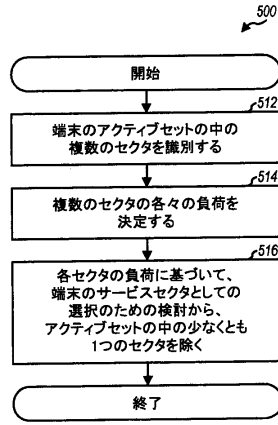 500
開始
512
端末のアクティブセットの中の
複数のセクタを識別する
514
複数のセクタの各々の負荷を
決定する
516
各セクタの負荷に基づいて、
端末のサービスセクタとしての
選択のための検討から、
アクティブセットの中の少なくとも
1つのセクタを除く
終了